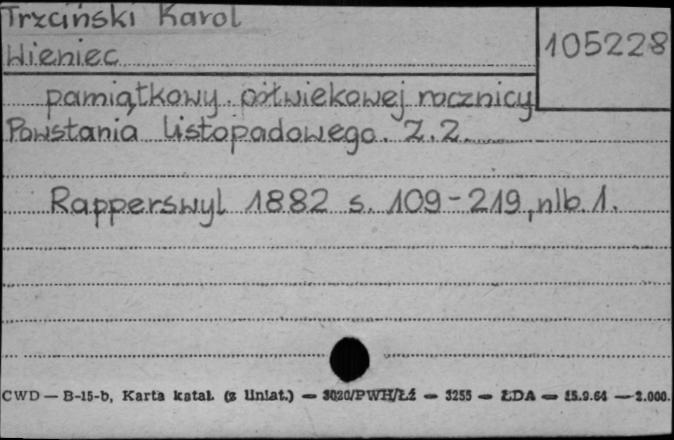 Trzciński Karol
Wieniec
105228
pamiątkowy półwiekowej rocznicy
Powstania listopadowego. Z.2.
Rapperswyl 1882 s. 109-219, nlb. 1.
CWD — B-15-b, Karta katal. (z liniat.) — 3020/PWH/Łź — 3255 — ŁDA — 15.9.64 — 2.000.